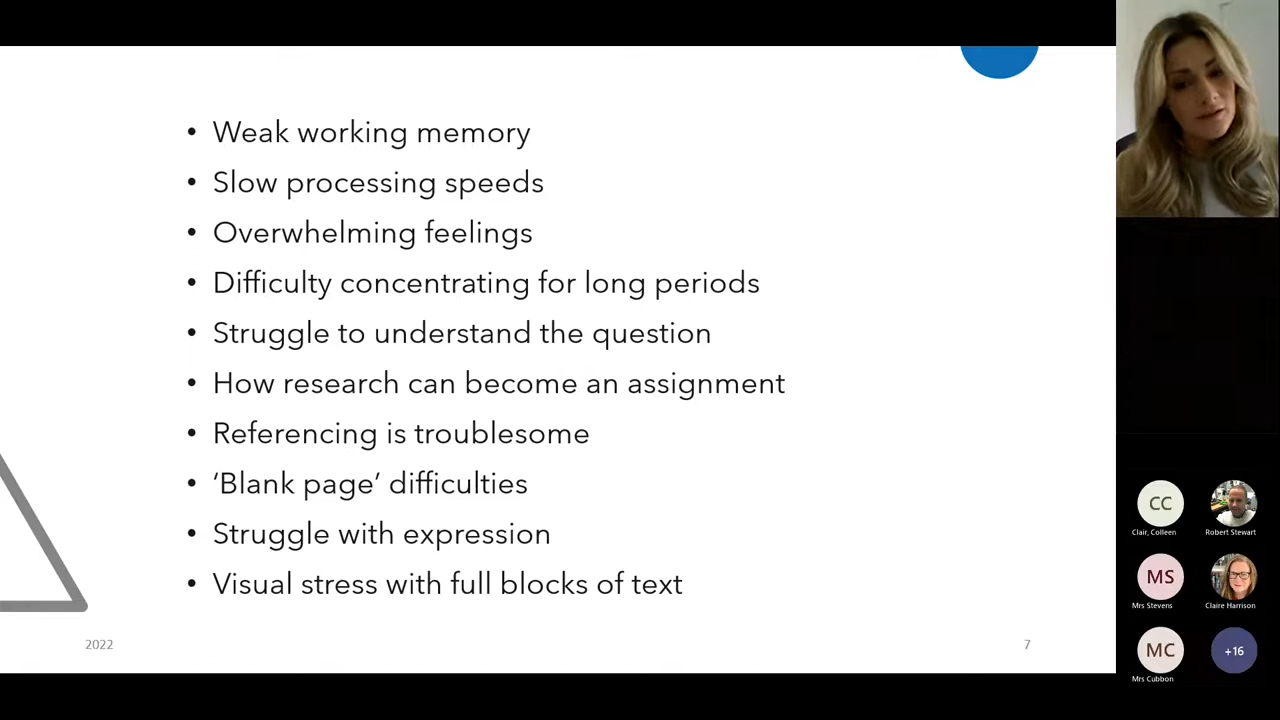 • Weak working memory
• Slow processing speeds
• Overwhelming feelings
• Difficulty concentrating for long periods
• Struggle to understand the question
• How research can become an assignment
• Referencing is troublesome
• ‘Blank page’ difficulties
• Struggle with expression
• Visual stress with full blocks of text
2022
7
CC
Clair, Colleen
Robert Stewart
MS
Mrs Stevens
Claire Harrison
MC
+16
Mrs Cubbon